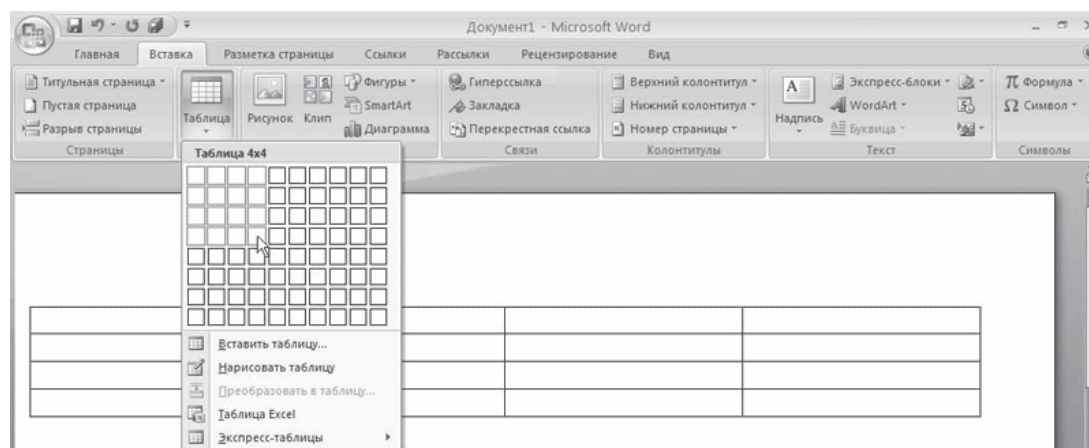 Документ1 - Microsoft Word
Главная Вставка Разметка страницы Ссылки Рассылки Рецензирование Вид
Титульная страница
Пустая страница
Разрыв страницы
Страницы
Таблица
Рисунок Клип
Фигуры
SmartArt
Диаграмма
Гиперссылка
Закладка
Перекрестная ссылка
Связи
Верхний колонтитул
Нижний колонтитул
Номер страницы
Колонтитулы
Надпись
Экспресс-блоки
WordArt
Буквица
Текст
Формула
Символ
Символы
Таблица 4x4
Вставить таблицу...
Нарисовать таблицу
Преобразовать в таблицу...
Таблица Excel
Экспресс-таблицы